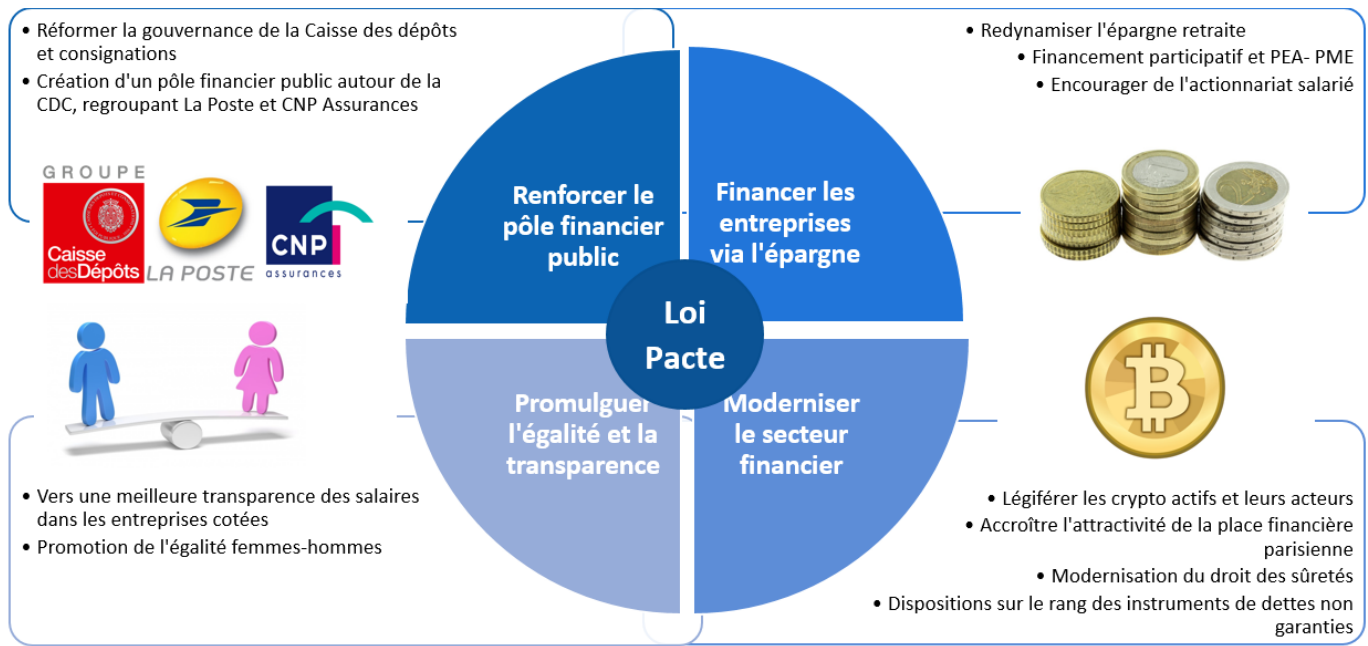 • Réformer la gouvernance de la Caisse des dépôts
et consignations
• Création d'un pôle financier public autour de la
CDC, regroupant La Poste et CNP Assurances
GROUPE
Caisse
desDépôts
LA POSTE
CNP
assurances
Renforcer le
pôle financier
public
• Redynamiser l'épargne retraite
• Financement participatif et PEA- PME
• Encourager de l'actionnariat salarié
Financer les
entreprises
via l'épargne
Loi
Pacte
Promulguer
l'égalité et la
transparence
• Vers une meilleure transparence des salaires
dans les entreprises cotées
• Promotion de l'égalité femmes-hommes
Moderniser
le secteur
financier
• Légiférer les crypto actifs et leurs acteurs
• Accroître l'attractivité de la place financière
parisienne
• Modernisation du droit des sûretés
• Dispositions sur le rang des instruments de dettes non
garanties